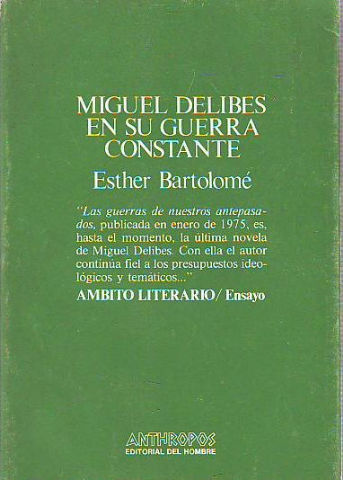 MIGUEL DELIBES
EN SU GUERRA
CONSTANTE
Esther Bartolomé
"Las guerras de nuestros antepasa-
dos, publicada en enero de 1975, es,
hasta el momento, la última novela
de Miguel Delibes. Con ella el autor
continúa fiel a los presupuestos ideo-
lógicos y temáticos..."
AMBITO LITERARIO/Ensayo
ANTHROPOS
EDITORIAL DEL HOMBRE